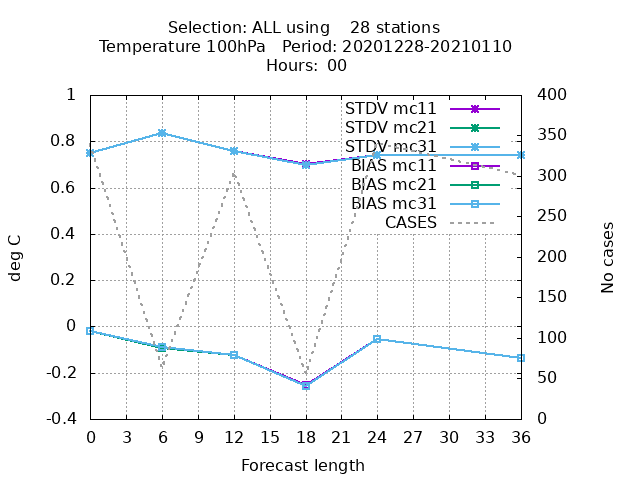 Selection: ALL using    28 stations
Temperature 100hPa   Period: 20201228-20210110
Hours: 00
deg C
No cases
1
0.8
0.6
0.4
0.2
0
-0.2
-0.4
400
350
300
250
200
150
100
50
0
STDV mc11
STDV mc21
STDV mc31
BIAS mc11
BIAS mc21
BIAS mc31
CASES
0 3 6 9 12 15 18 21 24 27 30 33 36
Forecast length